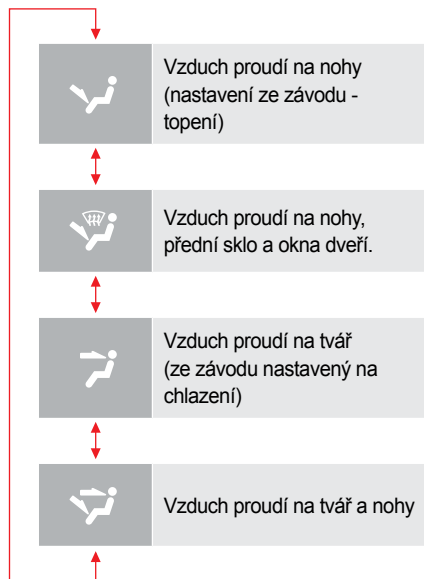 Vzduch proudí na nohy
(nastavení ze závodu -
topení)
Vzduch proudí na nohy,
přední sklo a okna dveří.
Vzduch proudí na tvář
(ze závodu nastavený na
chlazení)
Vzduch proudí na tvář a nohy